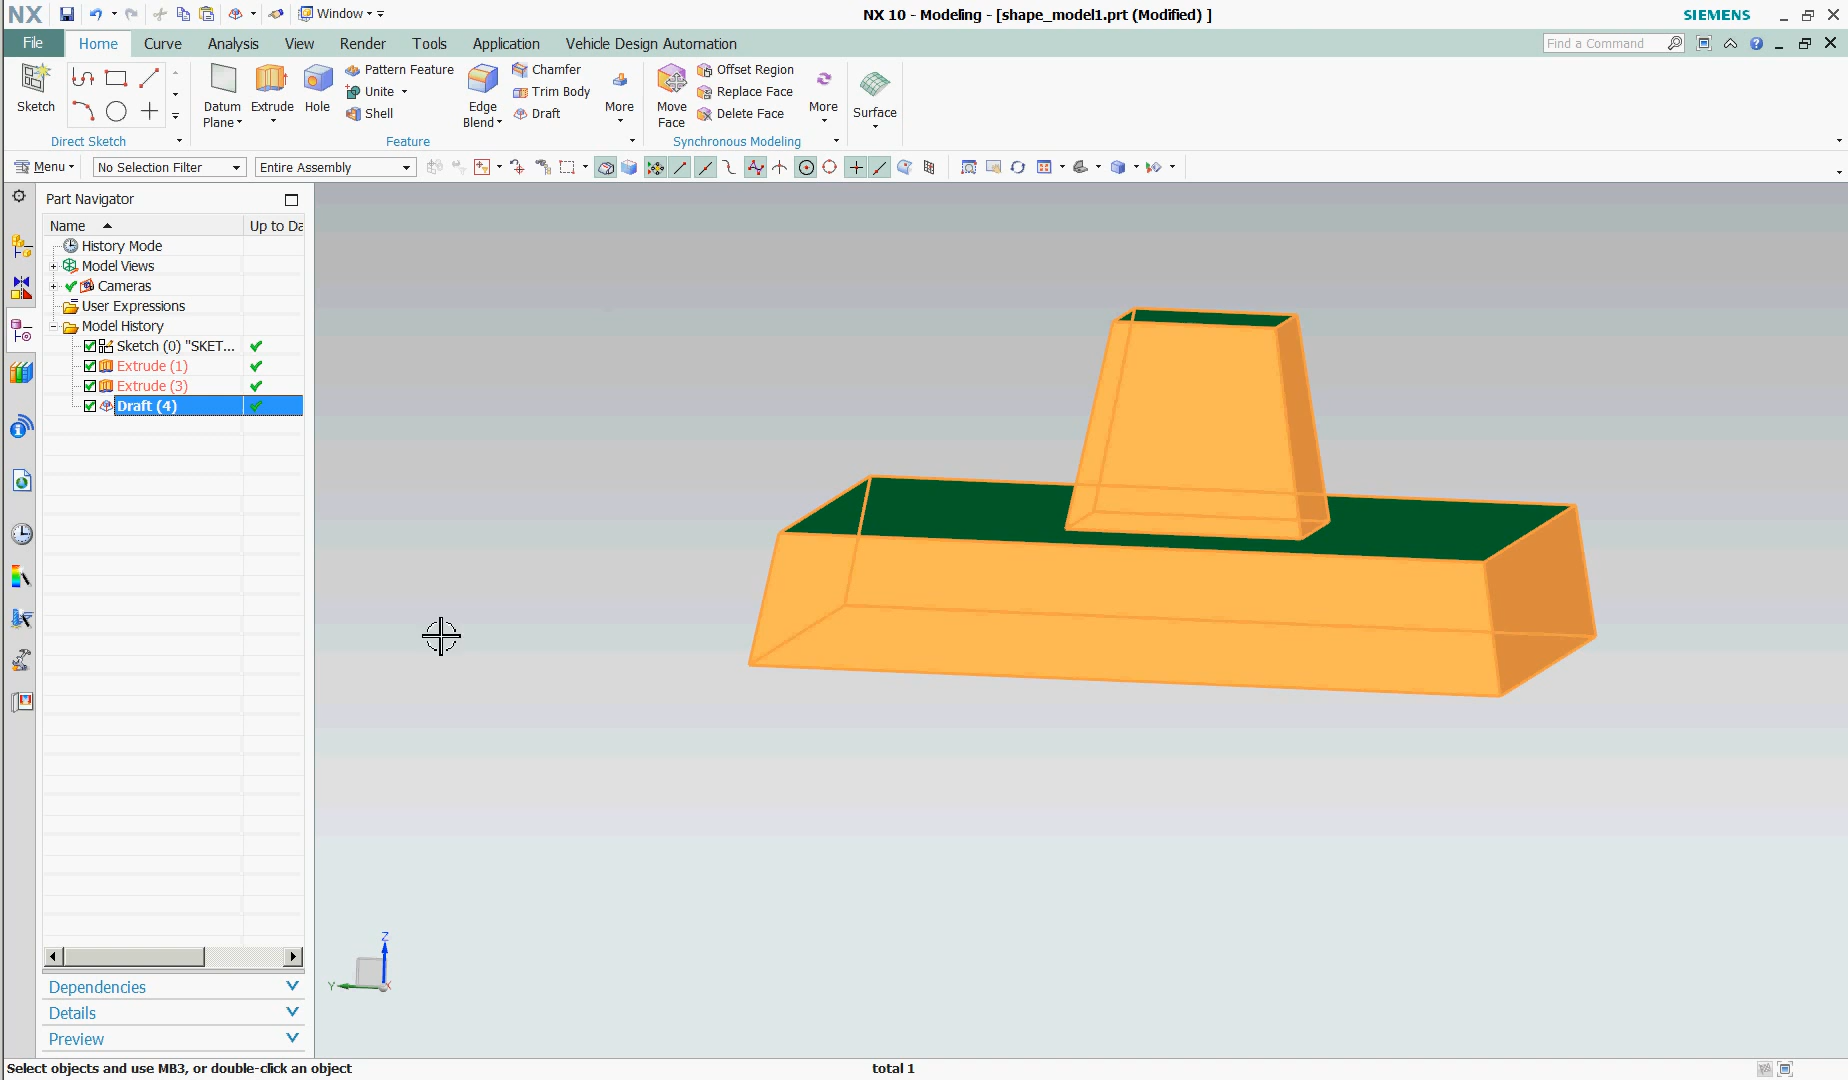 NX
Window
NX 10 - Modeling - [shape_model1.prt (Modified) ]
SIEMENS
File
Home
Curve
Analysis
View
Render
Tools
Application
Vehicle Design Automation
Find a Command
Sketch
Direct Sketch
Datum
Plane
Extrude
Hole
Pattern Feature
Unite
Shell
Edge
Blend
Chamfer
Trim Body
Draft
More
Feature
Move
Face
Offset Region
Replace Face
Delete Face
More
Synchronous Modeling
Surface
Menu
No Selection Filter
Entire Assembly
Part Navigator
Name
Up to Da
History Mode
Model Views
Cameras
User Expressions
Model History
Sketch (0) "SKET...
Extrude (1)
Extrude (3)
Draft (4)
Z
Y
X
Dependencies
Details
Preview
Select objects and use MB3, or double-click an object
total 1